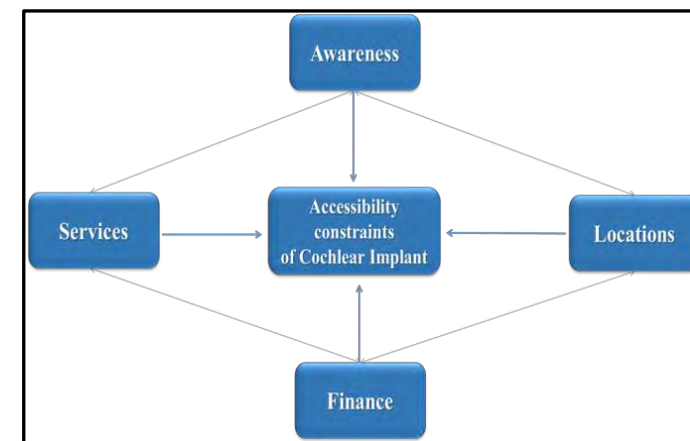 Awareness
Services
Accessibility
constraints
of Cochlear Implant
Locations
Finance